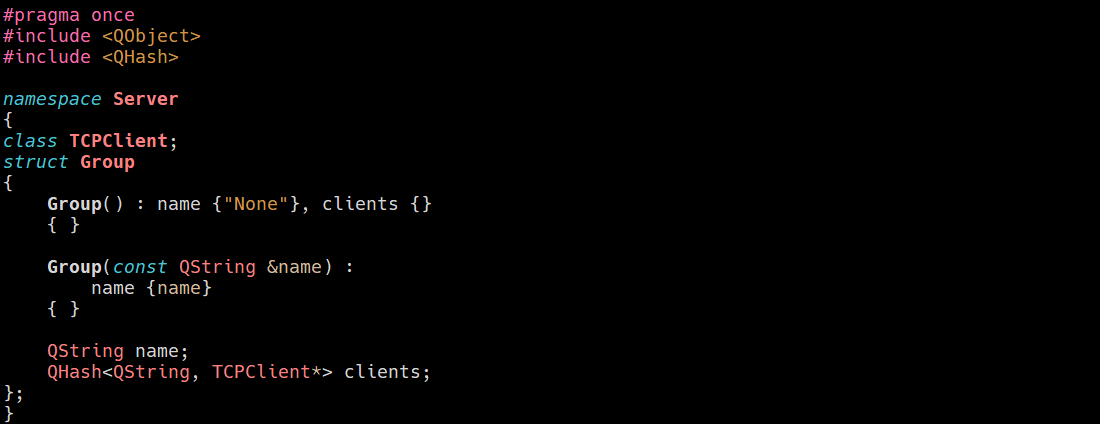 #pragma once
#include <QObject>
#include <QHash>

namespace Server
{
class TCPClient;
struct Group
{
    Group() : name {"None"}, clients {}
    { }

    Group(const QString &name) :
        name {name}
    { }

    QString name;
    QHash<QString, TCPClient*> clients;
};
}